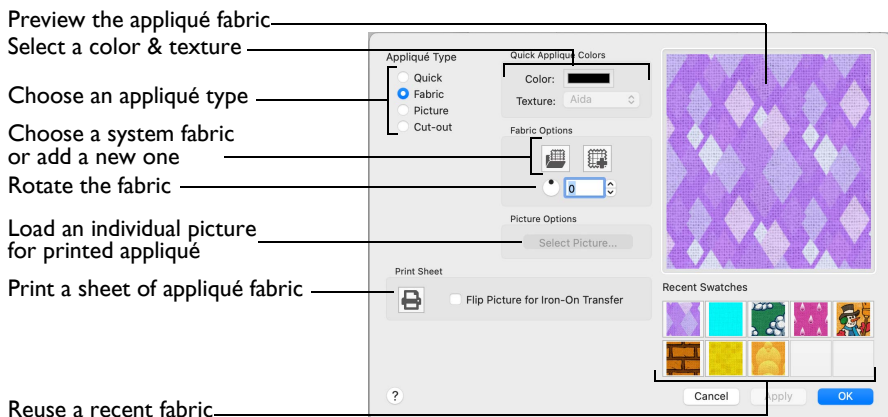 Preview the appliqué fabric
Select a color & texture
Choose an appliqué type
Choose a system fabric
or add a new one
Rotate the fabric
Load an individual picture
for printed appliqué
Print a sheet of appliqué fabric
Reuse a recent fabric
Appliqué Type
Quick
Fabric
Picture
Cut-out
Quick Appliqué Colors
Color:
Texture: Aida
Fabric Options
0
Picture Options
Select Picture...
Print Sheet
Flip Picture for Iron-On Transfer
Recent Swatches
?
Cancel
Apply
OK